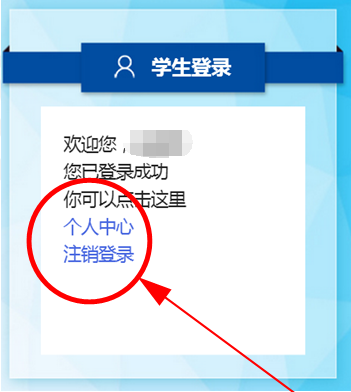 学生登录
欢迎您，
您已登录成功
你可以点击这里
个人中心
注销登录